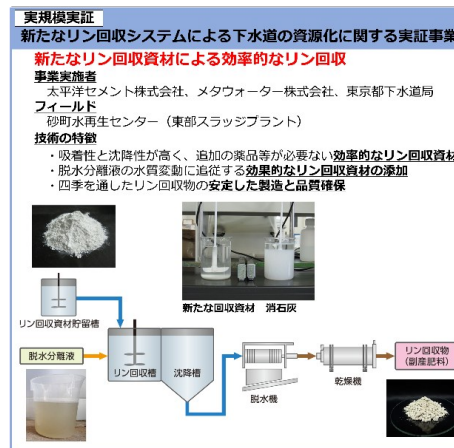 実規模実証
新たなリン回収システムによる下水道の資源化に関する実証事業
新たなリン回収資材による効率的なリン回収
事業実施者
太平洋セメント株式会社、メタウォーター株式会社、東京都下水道局
フィールド
砂町水再生センター（東部スラッジプラント）
技術の特徴
・吸着性と沈降性が高く、追加の薬品等が必要ない効率的なリン回収資材
・脱水分離液の水質変動に追従する効果的なリン回収資材の添加
・四季を通したリン回収物の安定した製造と品質確保
新たな回収資材 消石灰
リン回収資材貯留槽
脱水分離液
リン回収槽
沈降槽
脱水機
乾燥機
リン回収物
（副産肥料）